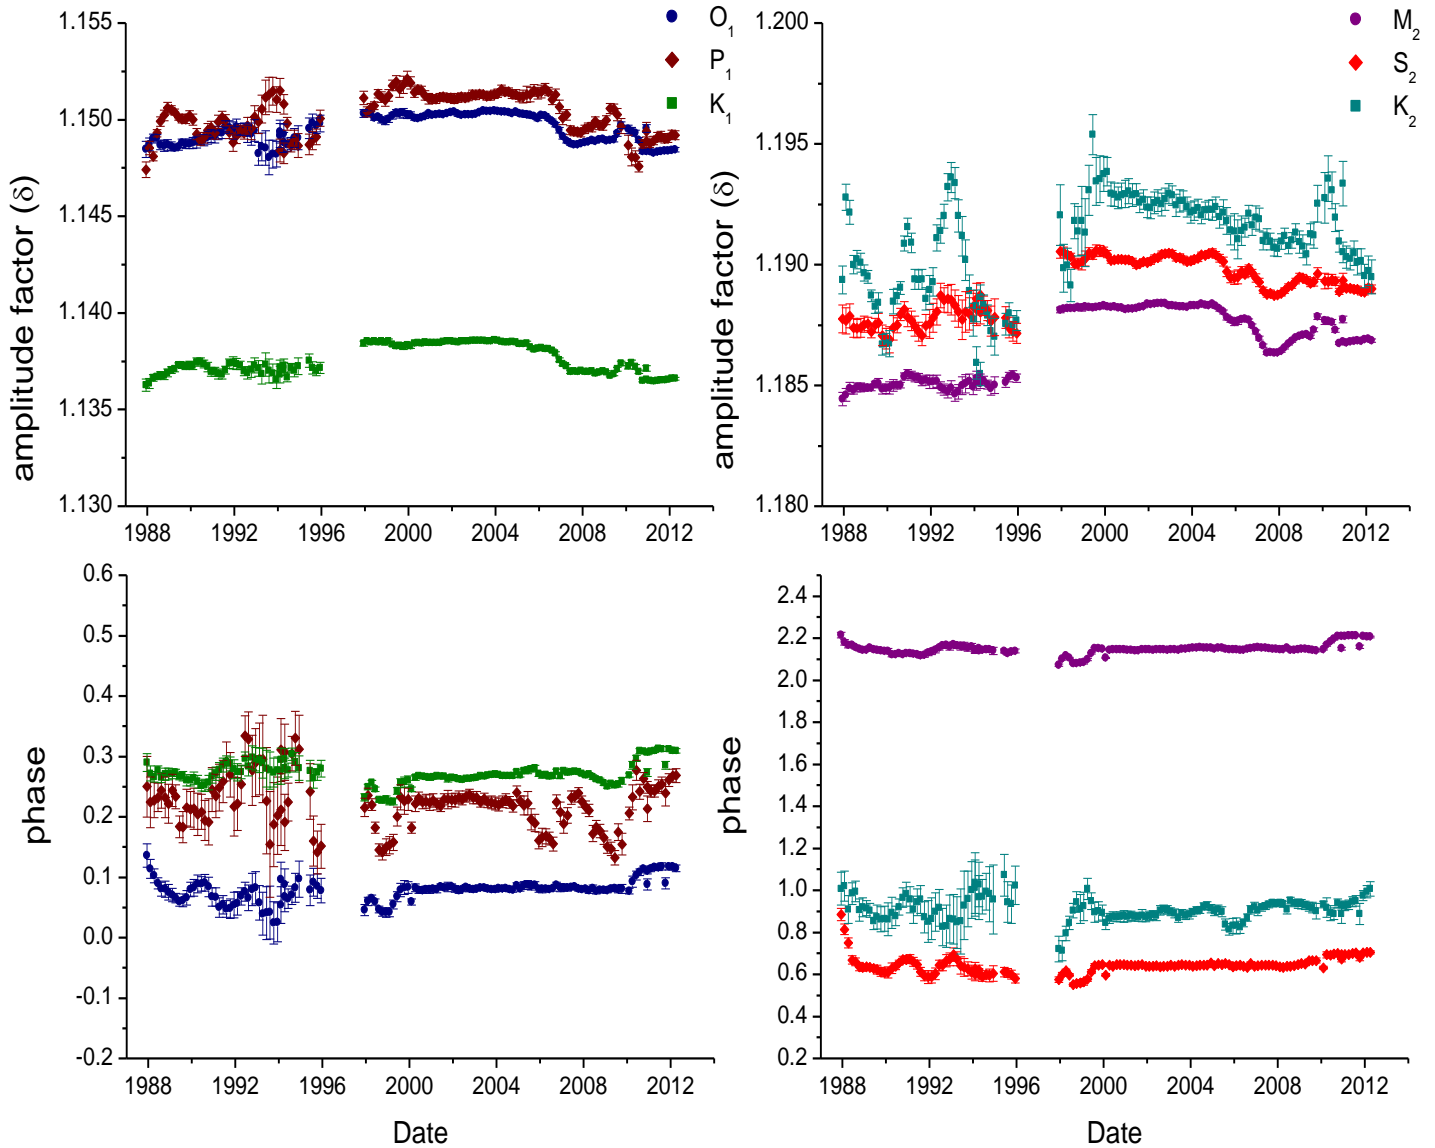 amplitude factor (δ)
1.155
1.150
1.145
1.140
1.135
1.130
1988 1992 1996 2000 2004 2008 2012
O₁
P₁
K₁
amplitude factor (δ)
1.200
1.195
1.190
1.185
1.180
1988 1992 1996 2000 2004 2008 2012
M₂
S₂
K₂
phase
0.6
0.5
0.4
0.3
0.2
0.1
0.0
-0.1
-0.2
1988 1992 1996 2000 2004 2008 2012
Date
phase
2.4
2.2
2.0
1.8
1.6
1.4
1.2
1.0
0.8
0.6
0.4
0.2
1988 1992 1996 2000 2004 2008 2012
Date